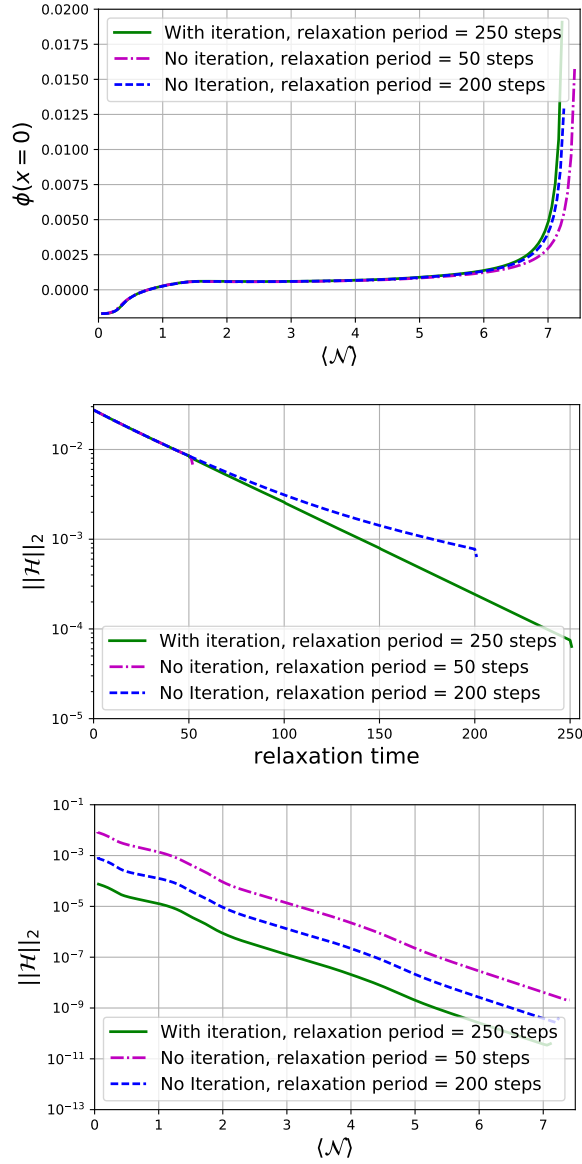 0.0200
0.0175
0.0150
0.0125
0.0100
0.0075
0.0050
0.0025
0.0000
ϕ(x = 0)
With iteration, relaxation period = 250 steps
No iteration, relaxation period = 50 steps
No Iteration, relaxation period = 200 steps
0 1 2 3 4 5 6 7
⟨𝒩⟩
10⁻²
10⁻³
10⁻⁴
10⁻⁵
||ℋ||₂
With iteration, relaxation period = 250 steps
No iteration, relaxation period = 50 steps
No Iteration, relaxation period = 200 steps
0 50 100 150 200 250
relaxation time
10⁻¹
10⁻³
10⁻⁵
10⁻⁷
10⁻⁹
10⁻¹¹
10⁻¹³
||ℋ||₂
With iteration, relaxation period = 250 steps
No iteration, relaxation period = 50 steps
No Iteration, relaxation period = 200 steps
0 1 2 3 4 5 6 7
⟨𝒩⟩